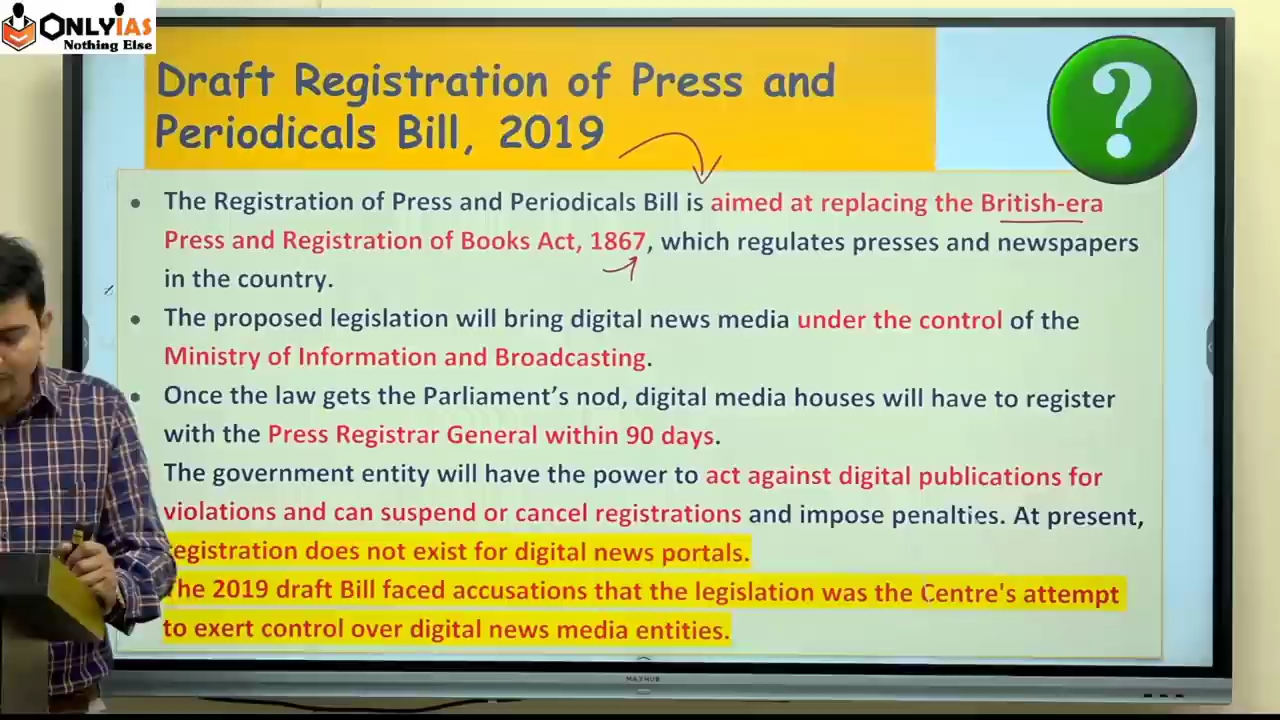 ONLYIAS
Nothing Else
Draft Registration of Press and
Periodicals Bill, 2019
?
The Registration of Press and Periodicals Bill is aimed at replacing the British-era
Press and Registration of Books Act, 1867, which regulates presses and newspapers
in the country.
The proposed legislation will bring digital news media under the control of the
Ministry of Information and Broadcasting.
Once the law gets the Parliament's nod, digital media houses will have to register
with the Press Registrar General within 90 days.
The government entity will have the power to act against digital publications for
violations and can suspend or cancel registrations and impose penalties. At present,
registration does not exist for digital news portals.
The 2019 draft Bill faced accusations that the legislation was the Centre's attempt
to exert control over digital news media entities.
MAXHUB